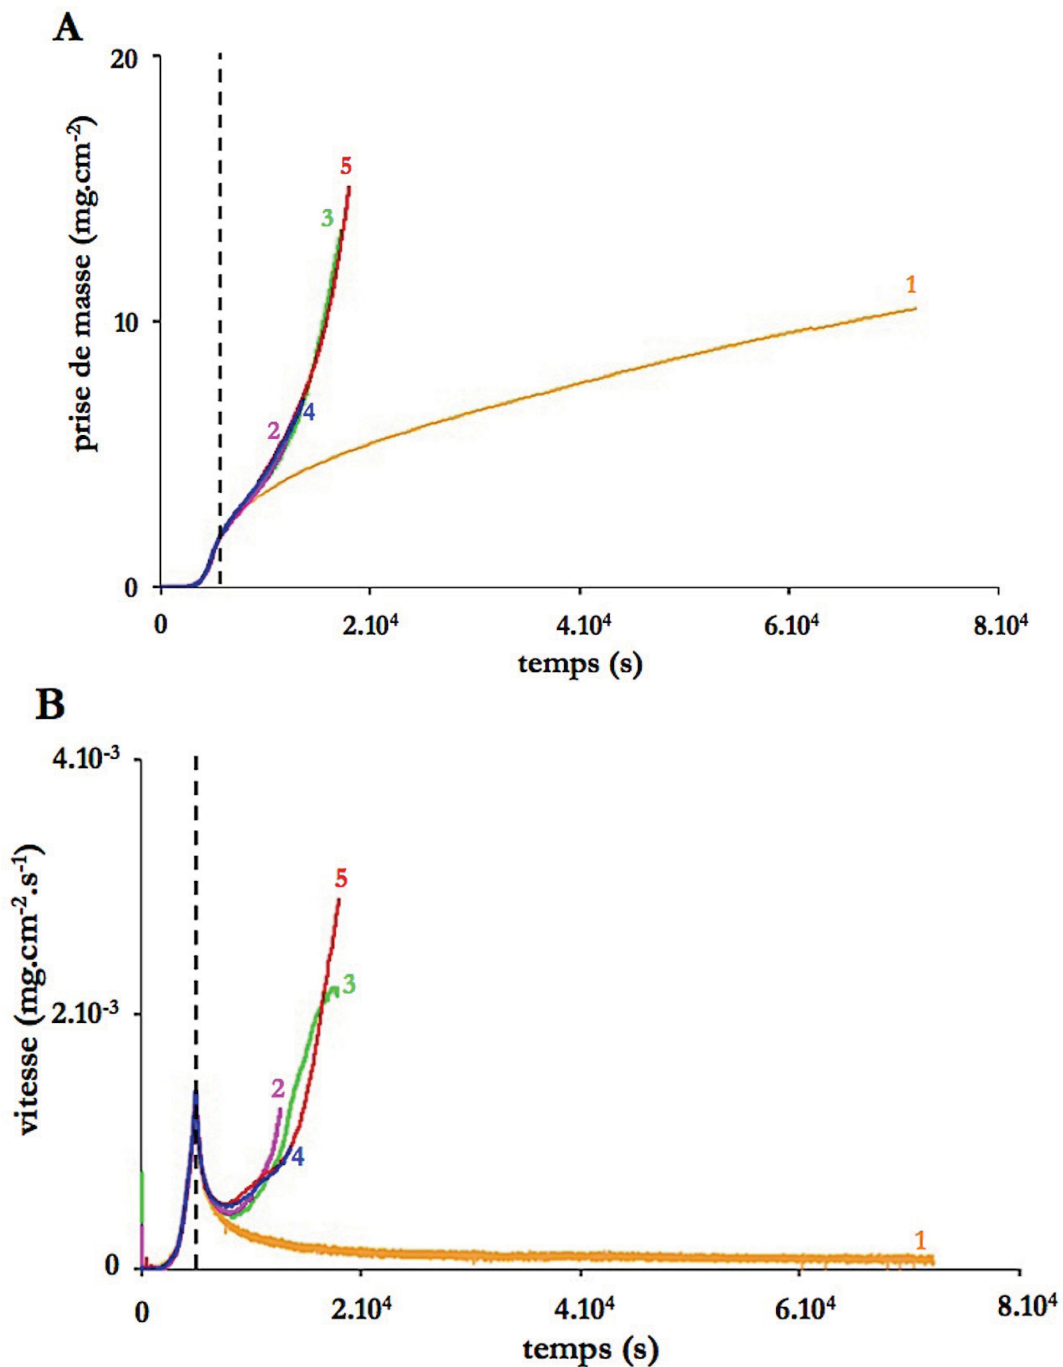 A
20
10
0
prise de masse (mg.cm⁻²)
5
3
1
4
2
0 2.10⁴ 4.10⁴ 6.10⁴ 8.10⁴
temps (s)
B
4.10⁻³
2.10⁻³
0
vitesse (mg.cm⁻².s⁻¹)
5
3
2
4
1
0 2.10⁴ 4.10⁴ 6.10⁴ 8.10⁴
temps (s)